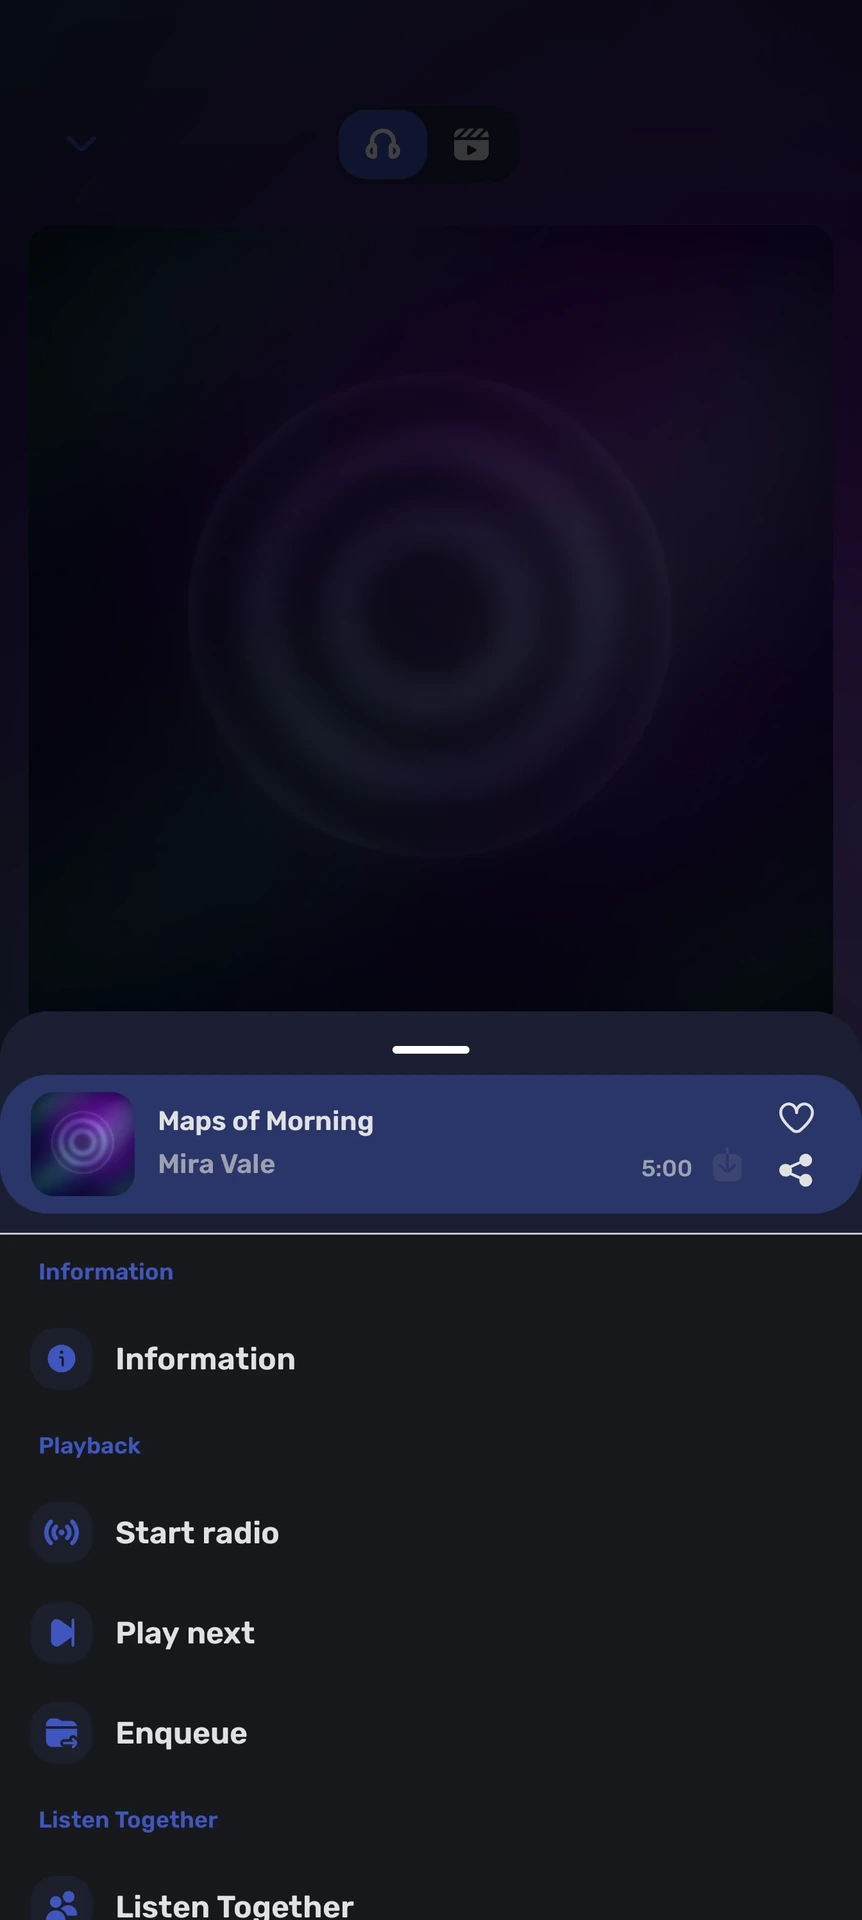 Maps of Morning
Mira Vale
5:00
Information
Information
Playback
Start radio
Play next
Enqueue
Listen Together
Listen Together